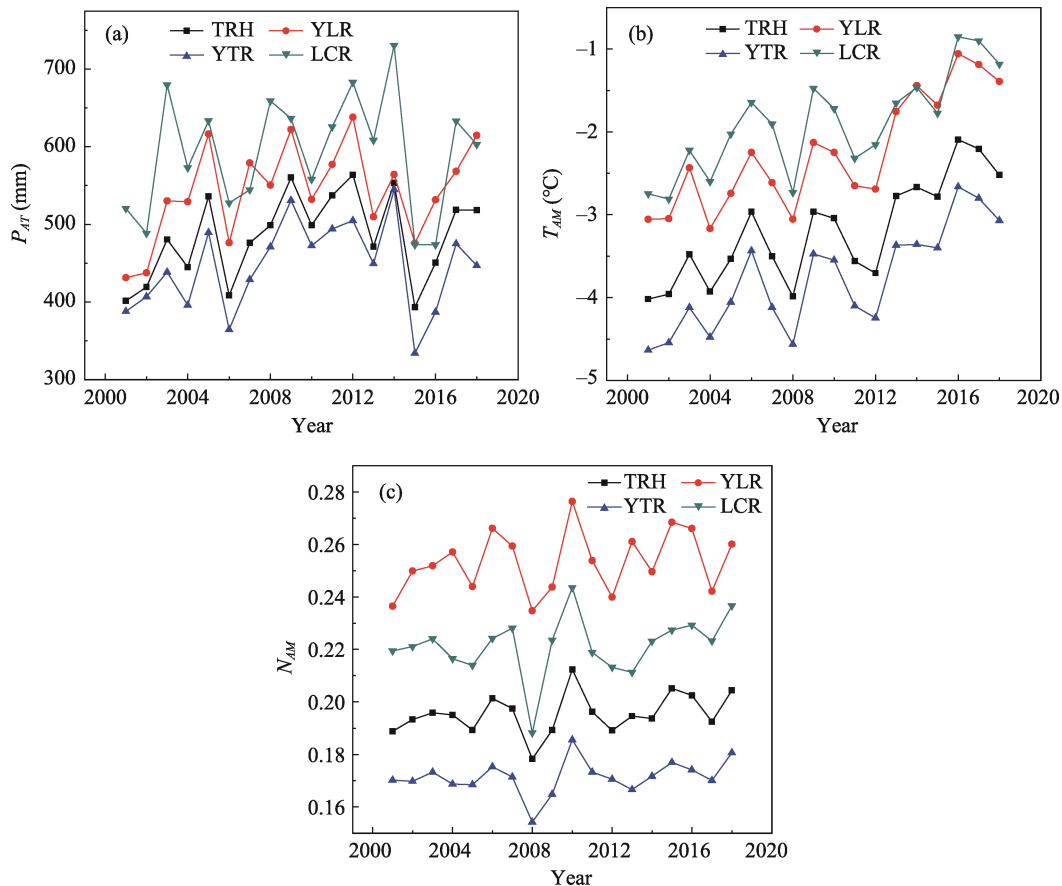 (a)
TRH YLR
YTR LCR
700
600
500
400
300
P_AT (mm)
2000 2004 2008 2012 2016 2020
Year
(b)
TRH YLR
YTR LCR
−1
−2
−3
−4
−5
T_AM (°C)
2000 2004 2008 2012 2016 2020
Year
(c)
TRH YLR
YTR LCR
0.28
0.26
0.24
0.22
0.20
0.18
0.16
N_AM
2000 2004 2008 2012 2016 2020
Year